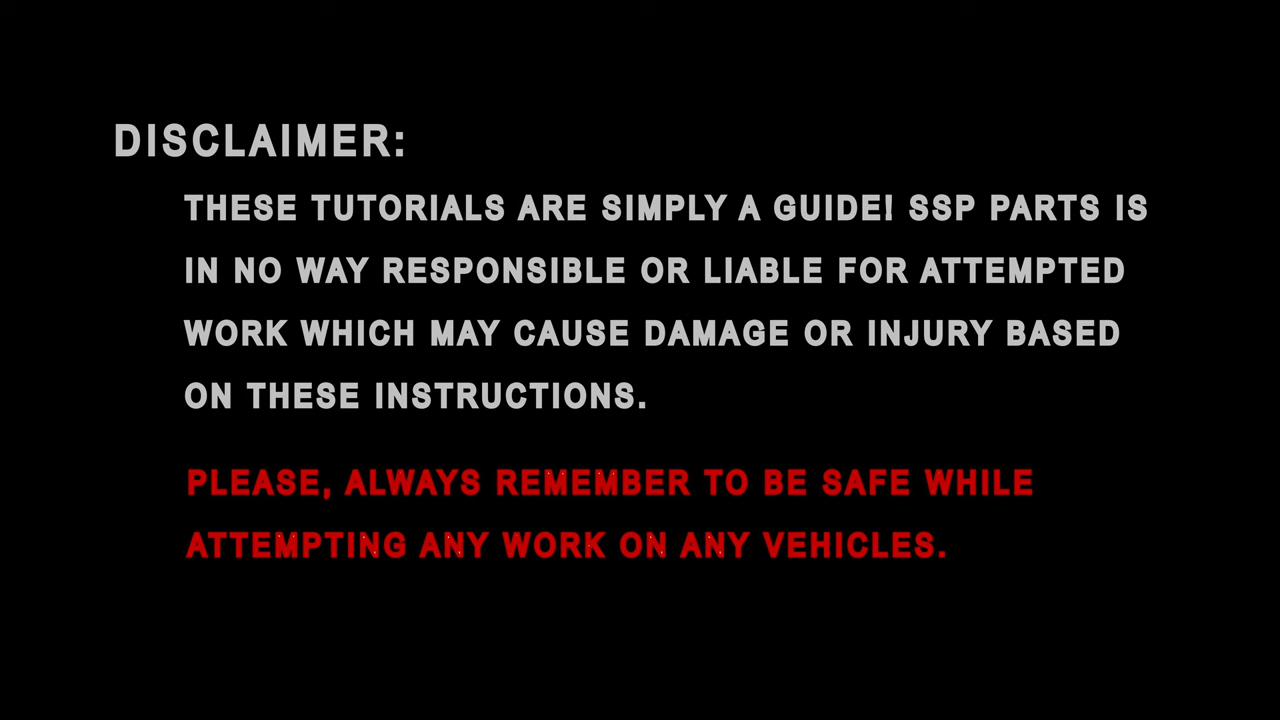 DISCLAIMER:
THESE TUTORIALS ARE SIMPLY A GUIDE! SSP PARTS IS
IN NO WAY RESPONSIBLE OR LIABLE FOR ATTEMPTED
WORK WHICH MAY CAUSE DAMAGE OR INJURY BASED
ON THESE INSTRUCTIONS.
PLEASE, ALWAYS REMEMBER TO BE SAFE WHILE
ATTEMPTING ANY WORK ON ANY VEHICLES.